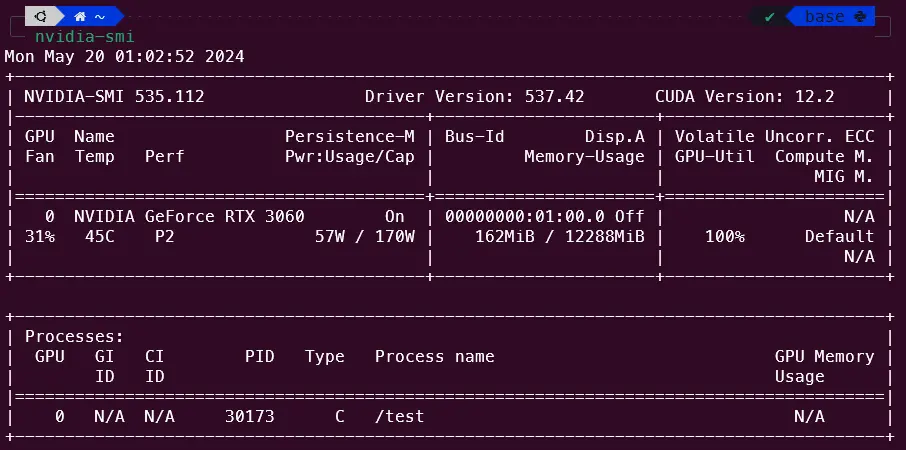 ~ ✔ base
nvidia-smi
Mon May 20 01:02:52 2024
NVIDIA-SMI 535.112 Driver Version: 537.42 CUDA Version: 12.2
GPU Name Persistence-M | Bus-Id Disp.A | Volatile Uncorr. ECC
Fan Temp Perf Pwr:Usage/Cap | Memory-Usage | GPU-Util Compute M.
MIG M.
0 NVIDIA GeForce RTX 3060 On | 00000000:01:00.0 Off | N/A
31% 45C P2 57W / 170W | 162MiB / 12288MiB | 100% Default
N/A
Processes:
GPU GI CI PID Type Process name GPU Memory
ID ID Usage
0 N/A N/A 30173 C /test N/A